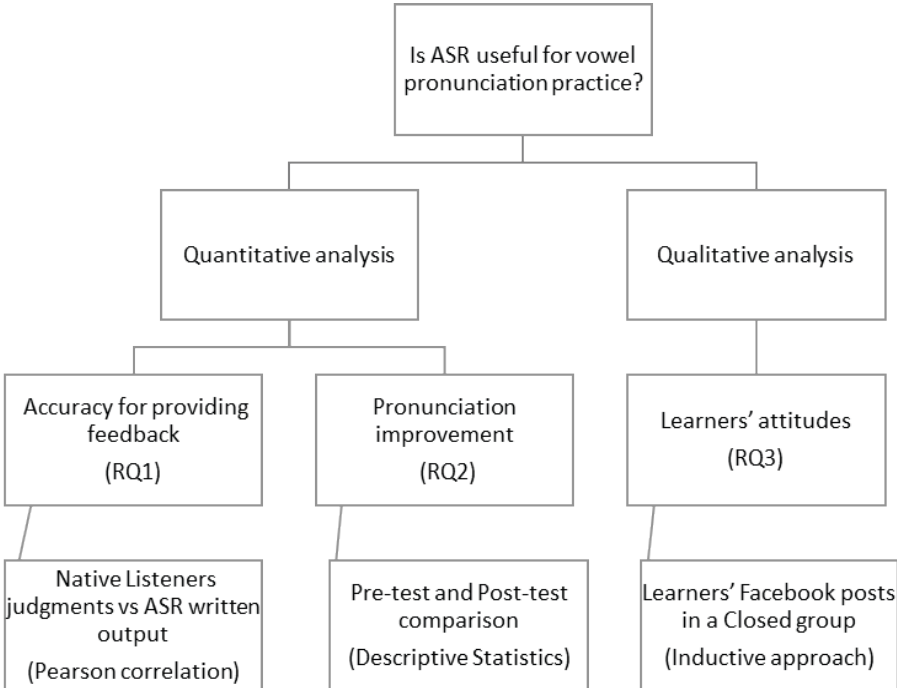 Is ASR useful for vowel
pronunciation practice?
Quantitative analysis
Qualitative analysis
Accuracy for providing
feedback
(RQ1)
Pronunciation
improvement
(RQ2)
Learners’ attitudes
(RQ3)
Native Listeners
judgments vs ASR written
output
(Pearson correlation)
Pre-test and Post-test
comparison
(Descriptive Statistics)
Learners’ Facebook posts
in a Closed group
(Inductive approach)